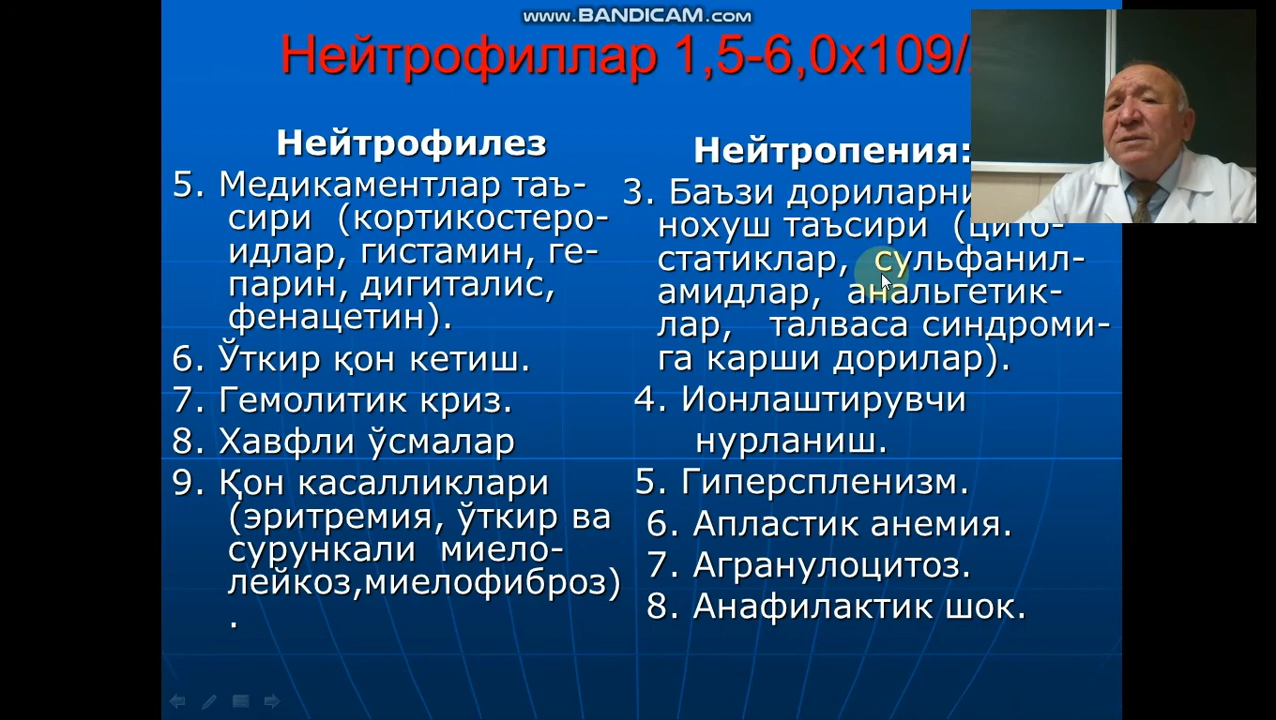 www.BANDICAM.com
Нейтрофиллар 1,5-6,0х109/
Нейтрофилез
5. Медикаментлар таъ-
сири (кортикостеро-
идлар, гистамин, ге-
парин, дигиталис,
фенацетин).
6. Ўткир қон кетиш.
7. Гемолитик криз.
8. Хавфли ўсмалар
9. Қон касалликлари
(эритремия, ўткир ва
сурункали миело-
лейкоз,миелофиброз)
.
Нейтропения:
3. Баъзи
нохуш таъсири (цито-
статиклар, сульфанил-
амидлар, анальгетик-
лар, талваса синдроми-
га карши дорилар).
4. Ионлаштирувчи
нурланиш.
5. Гиперспленизм.
6. Апластик анемия.
7. Агранулоцитоз.
8. Анафилактик шок.